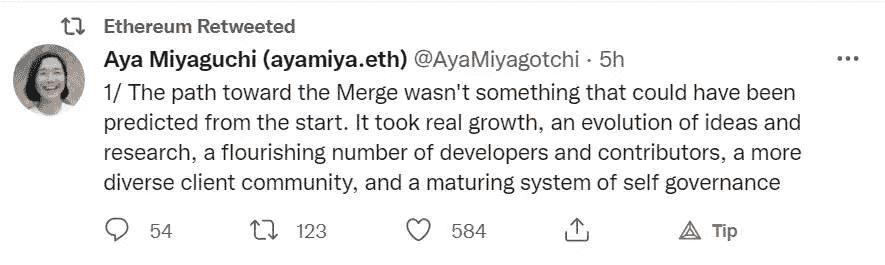 Ethereum Retweeted
Aya Miyaguchi (ayamiya.eth) @AyaMiyagotchi · 5h
1/ The path toward the Merge wasn't something that could have been
predicted from the start. It took real growth, an evolution of ideas and
research, a flourishing number of developers and contributors, a more
diverse client community, and a maturing system of self governance
54 123 584 Tip